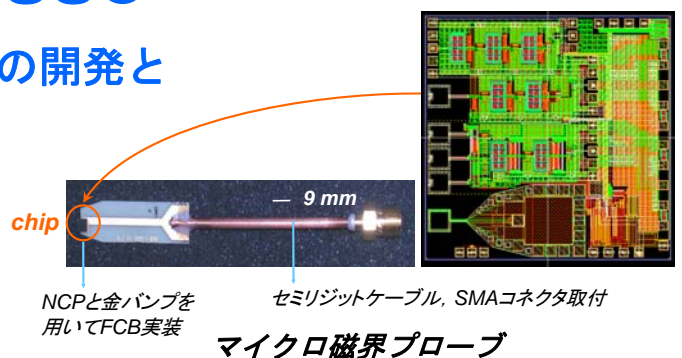 の開発と
— 9 mm
chip
NCPと金バンプを
用いてFCB実装
セミリジットケーブル，SMAコネクタ取付
マイクロ磁界プローブ